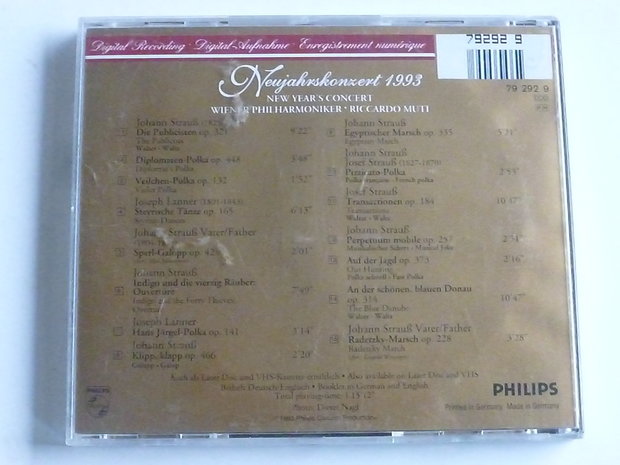 Digital Recording · Digital-Aufnahme · Enregistrement numérique
79292 9
79 292 9
Neujahrskonzert 1993
NEW YEAR'S CONCERT
WIENER PHILHARMONIKER · RICCARDO MUTI
Johann Strauß
Die Publicisten op. 321 9'22"
The Publicists
Walzer · Waltz
Diplomaten-Polka op. 448 5'48"
Diplomat's Polka
Veilchen-Polka op. 132 1'52"
Violet Polka
Joseph Lanner (1801-1843)
Steyrische Tänze op. 165 6'13"
Styrian Dances
Johann Strauß Vater/Father
Sperl-Galopp op. 42 2'01"
Johann Strauß
Indigo und die vierzig Räuber:
Ouvertüre 7'49"
Indigo and the Forty Thieves:
Overture
Joseph Lanner
Hans Jörgel-Polka op. 141 3'14"
Johann Strauß
Klipp, klapp op. 466 2'20"
Galopp · Galop
Johann Strauß
Egyptischer Marsch op. 335 5'21"
Egyptian March
Johann Strauß
Josef Strauß (1827-1870)
Pizzicato-Polka 2'53"
Polka française · French polka
Josef Strauß
Transactionen op. 184 10'47"
Transactions
Walzer · Waltz
Johann Strauß
Perpetuum mobile op. 257 2'51"
Musikalischer Scherz · Musical Joke
Auf der Jagd op. 373 2'16"
Out Hunting
Polka schnell · Fast Polka
An der schönen, blauen Donau
op. 314 10'47"
The Blue Danube
Walzer · Waltz
Johann Strauß Vater/Father
Radetzky-Marsch op. 228 3'28"
Radetzky March
Auch als Laser Disc und VHS-Kassette erhältlich · Also available on Laser Disc and VHS
Beiheft Deutsch/Englisch · Booklet in German and English
Total playing-time: 1.15'12"
PHILIPS
PHILIPS
Printed in Germany Made in Germany